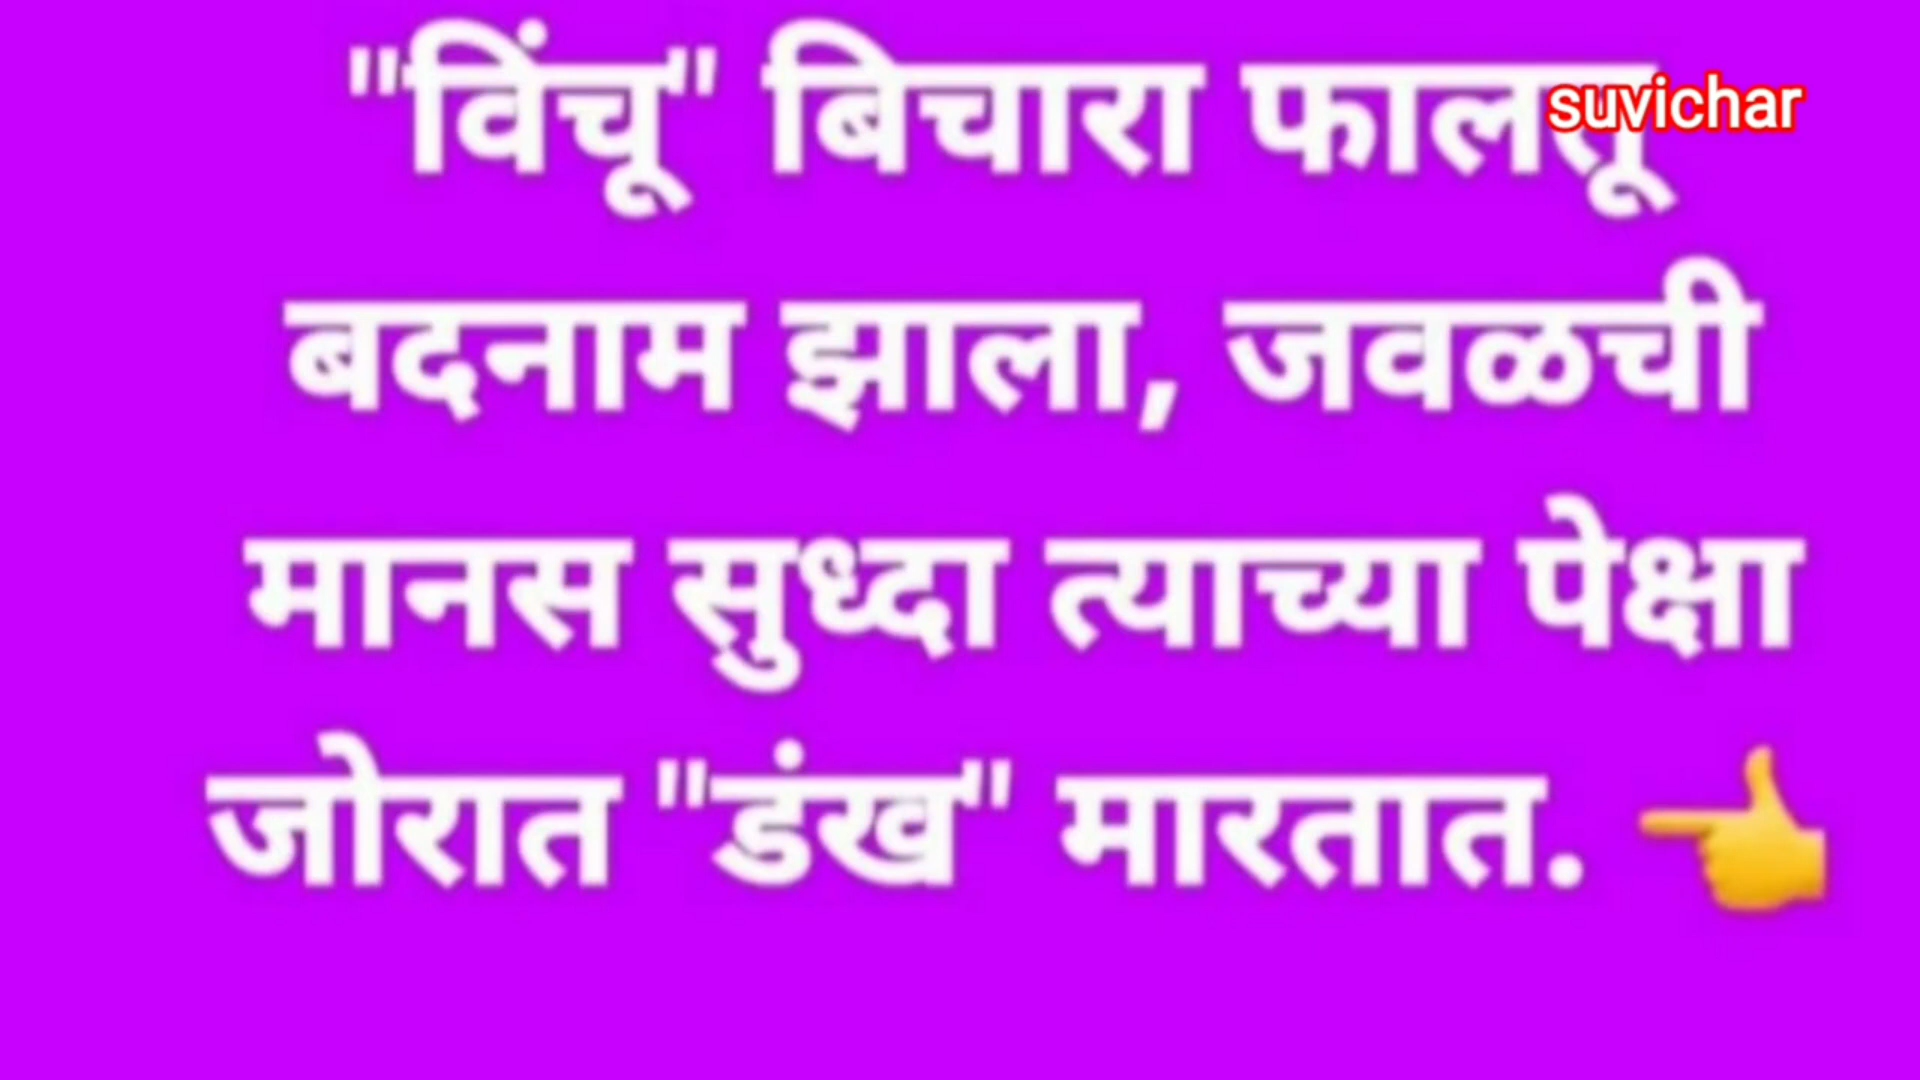 "विंचू" बिचारा फालतू
suvichar
बदनाम झाला, जवळची
मानस सुध्दा त्याच्या पेक्षा
जोरात "डंख" मारतात. 👈